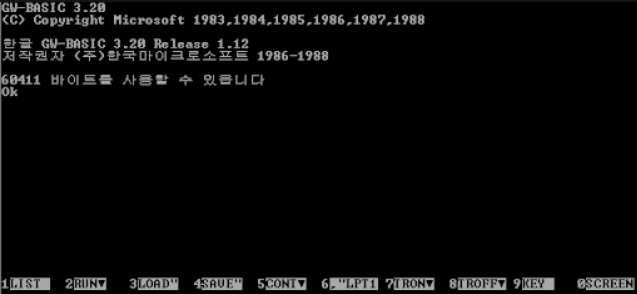 GW-BASIC 3.20
(C) Copyright Microsoft 1983,1984,1985,1986,1987,1988
한글 GW-BASIC 3.20 Release 1.12
저작권자 (주)한국마이크로소프트 1986-1988
60411 바이트를 사용할 수 있읍니다
Ok
1LIST 2RUN▼ 3LOAD" 4SAVE" 5CONT▼ 6,"LPT1 7TRON▼ 8TROFF▼ 9KEY 0SCREEN